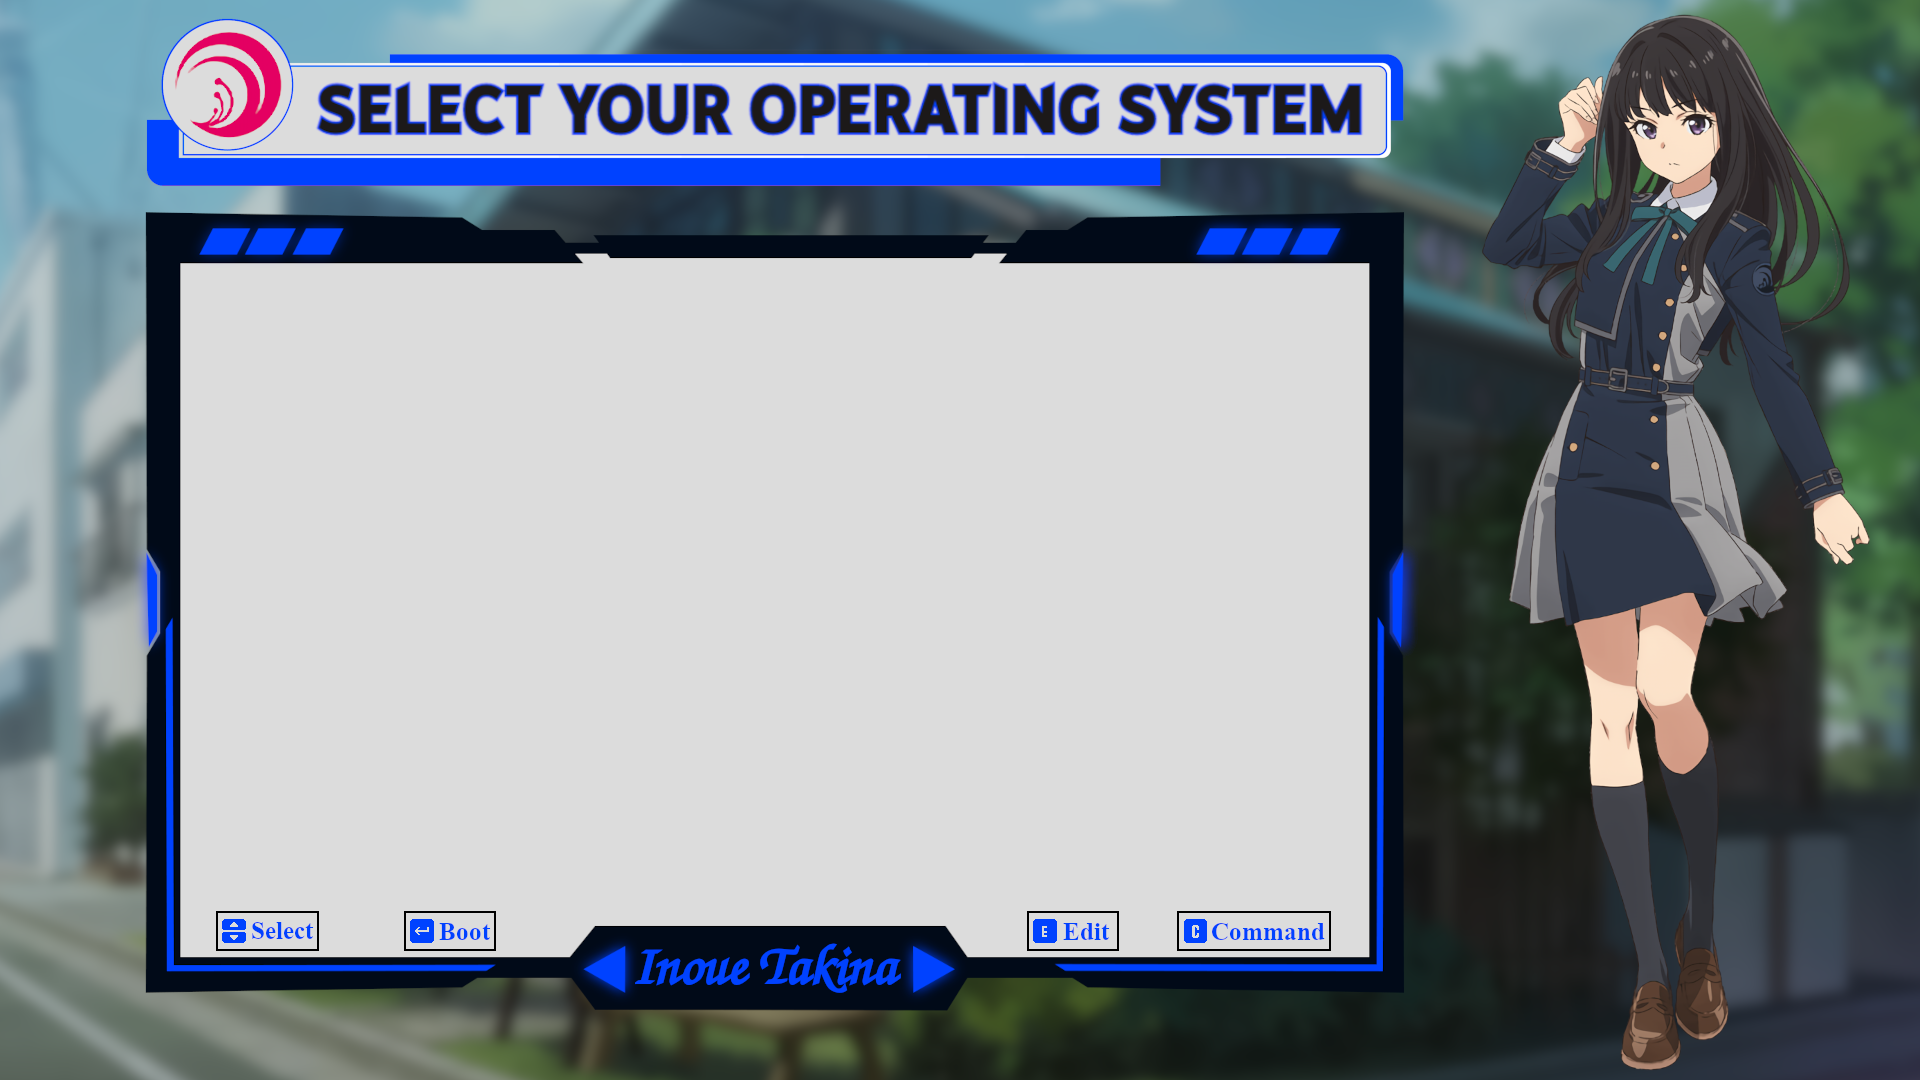 SELECT YOUR OPERATING SYSTEM
Select
Boot
E Edit
C Command
Inoue Takina